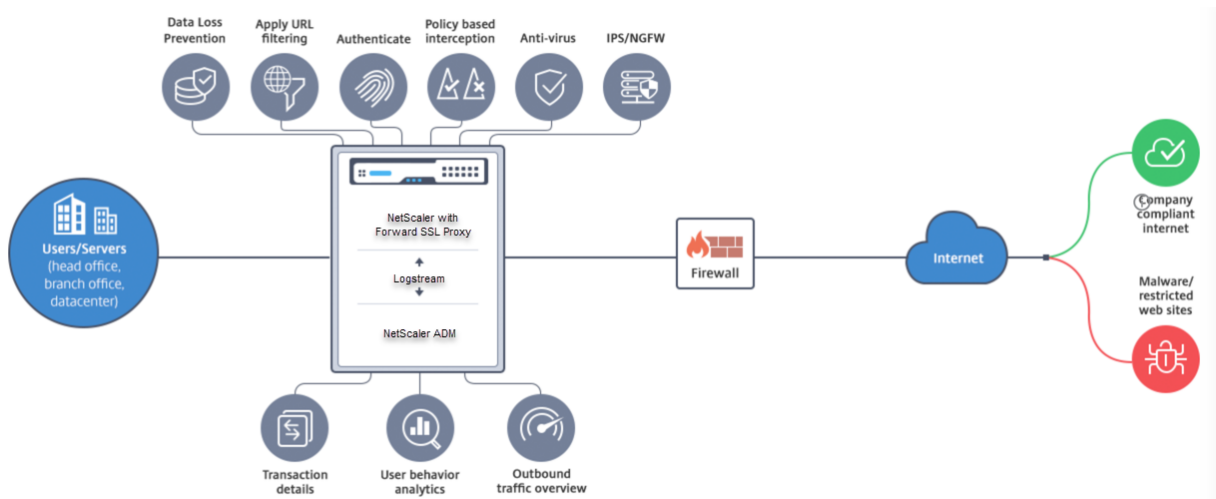 Data Loss
Prevention
Apply URL
filtering
Authenticate
Policy based
interception
Anti-virus
IPS/NGFW
Users/Servers
(head office,
branch office,
datacenter)
NetScaler with
Forward SSL Proxy
Logstream
NetScaler ADM
Firewall
Internet
Company
compliant
internet
Malware/
restricted
web sites
Transaction
details
User behavior
analytics
Outbound
traffic overview